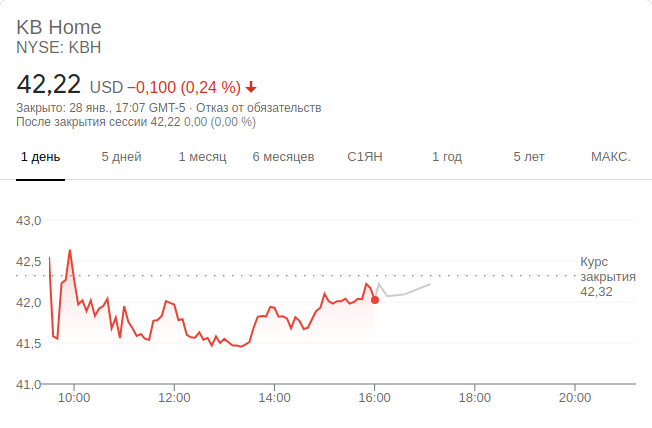 KB Home
NYSE: KBH
42,22 USD −0,100 (0,24 %)
Закрыто: 28 янв., 17:07 GMT-5 · Отказ от обязательств
После закрытия сессии 42,22 0,00 (0,00 %)
1 день 5 дней 1 месяц 6 месяцев С1ЯН 1 год 5 лет МАКС.
43,0
42,5
Курс
закрытия
42,32
42,0
41,5
41,0
10:00 12:00 14:00 16:00 18:00 20:00